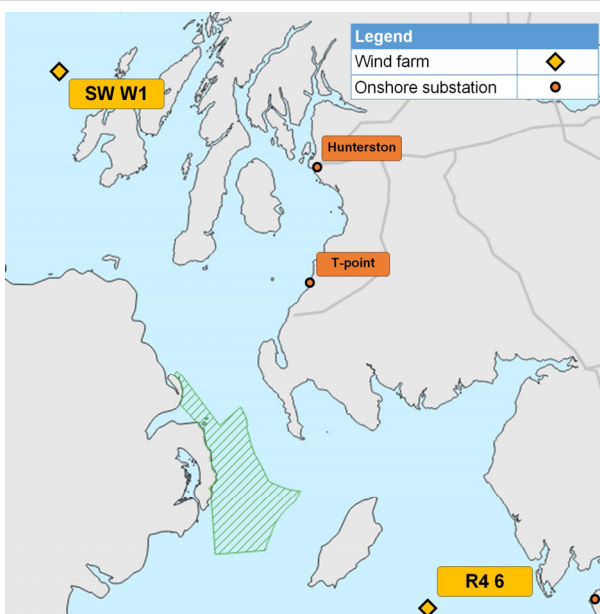 Legend
Wind farm
Onshore substation
SW W1
Hunterston
T-point
R4 6